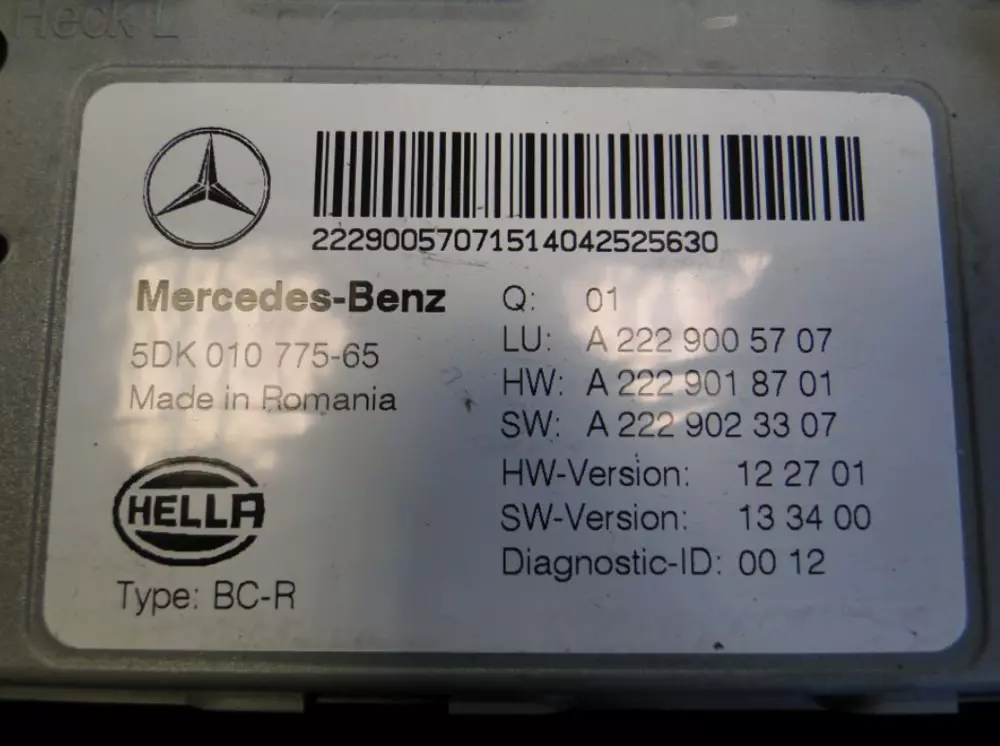 Heck L
22290057071514042525630
Mercedes-Benz
5DK 010 775-65
Made in Romania
HELLA
Type: BC-R
Q: 01
LU: A 222 900 57 07
HW: A 222 901 87 01
SW: A 222 902 33 07
HW-Version: 12 27 01
SW-Version: 13 34 00
Diagnostic-ID: 00 12